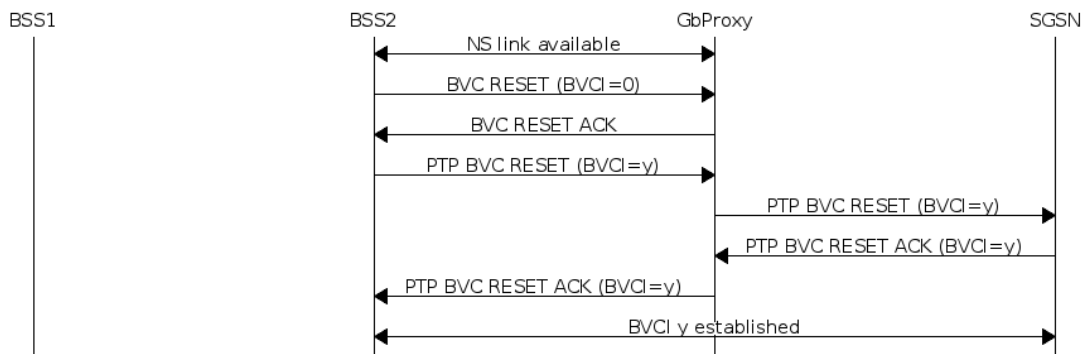 BSS1 BSS2 GbProxy SGSN
NS link available
BVC RESET (BVCI=0)
BVC RESET ACK
PTP BVC RESET (BVCI=y)
PTP BVC RESET (BVCI=y)
PTP BVC RESET ACK (BVCI=y)
PTP BVC RESET ACK (BVCI=y)
BVCI y established